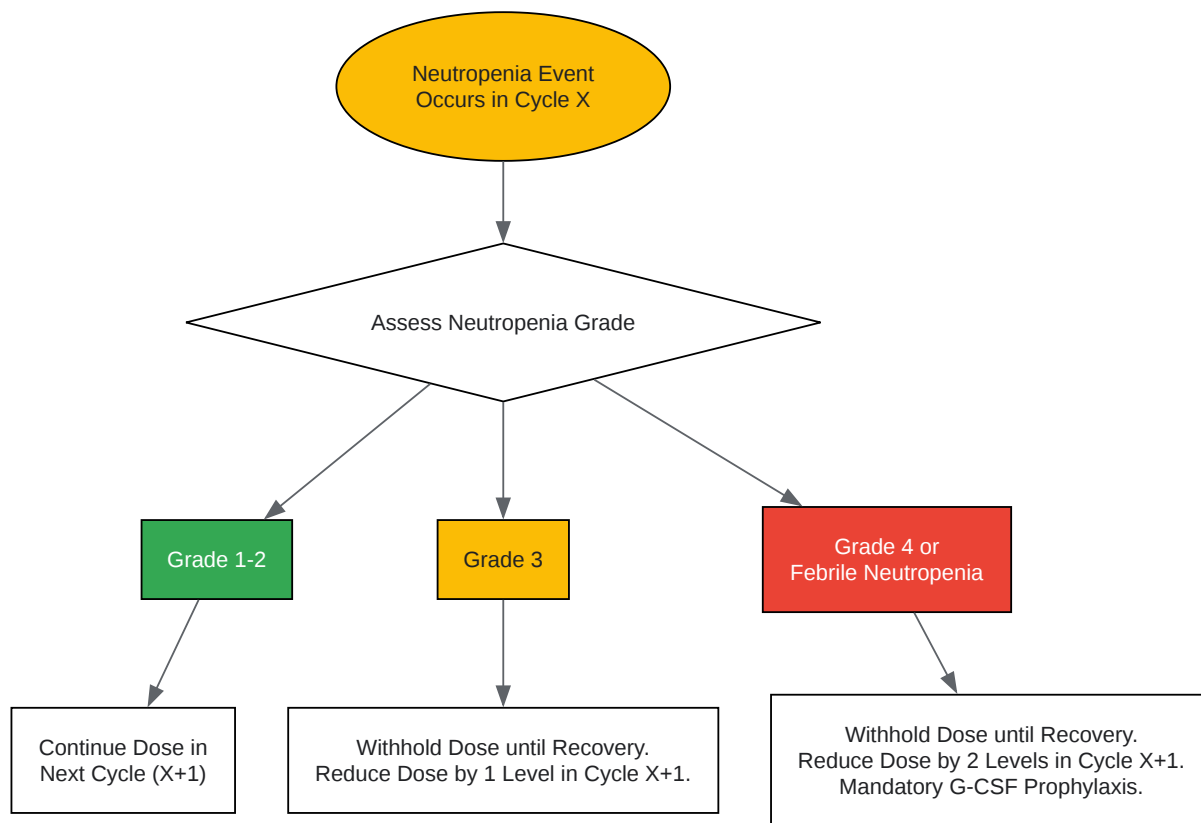 Neutropenia Event
Occurs in Cycle X
Assess Neutropenia Grade
Grade 1-2
Grade 3
Grade 4 or
Febrile Neutropenia
Continue Dose in
Next Cycle (X+1)
Withhold Dose until Recovery.
Reduce Dose by 1 Level in Cycle X+1.
Withhold Dose until Recovery.
Reduce Dose by 2 Levels in Cycle X+1.
Mandatory G-CSF Prophylaxis.